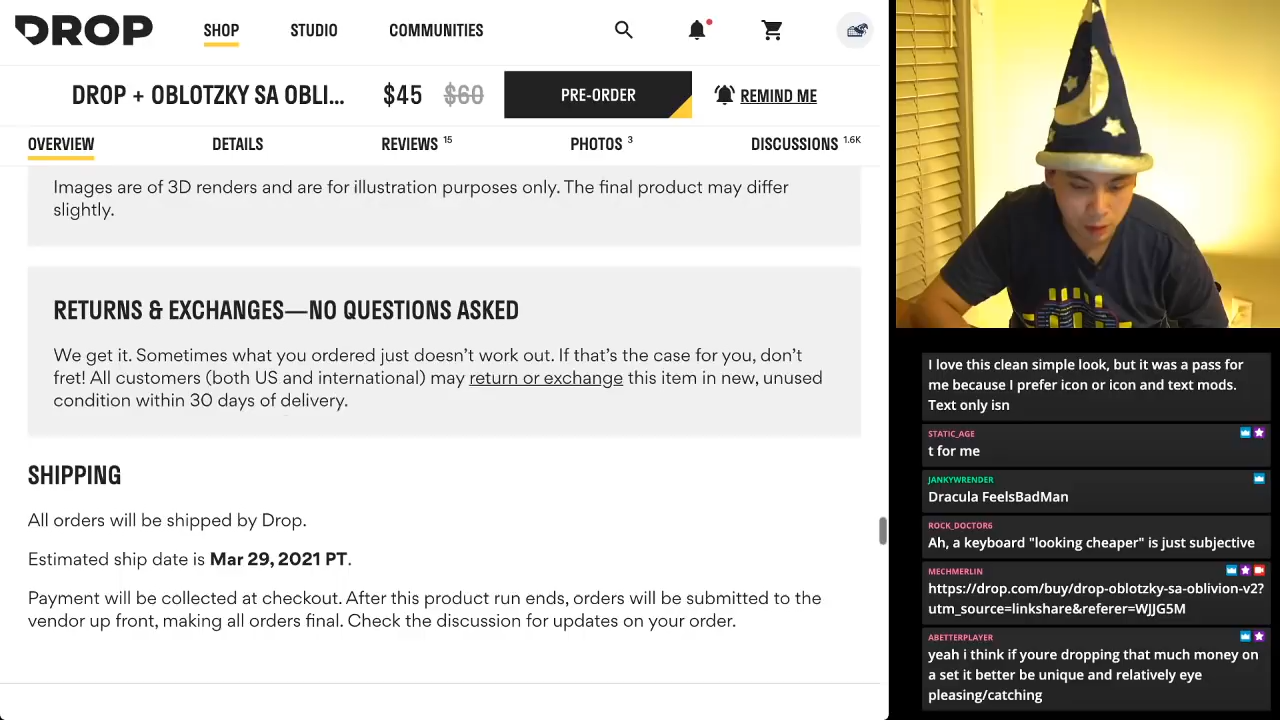 DROP
SHOP
STUDIO
COMMUNITIES
DROP + OBLOTZKY SA OBLI...
$45 $60
PRE-ORDER
REMIND ME
OVERVIEW
DETAILS
REVIEWS 15
PHOTOS 3
DISCUSSIONS 1.6K
Images are of 3D renders and are for illustration purposes only. The final product may differ
slightly.
RETURNS & EXCHANGES—NO QUESTIONS ASKED
We get it. Sometimes what you ordered just doesn’t work out. If that’s the case for you, don’t
fret! All customers (both US and international) may return or exchange this item in new, unused
condition within 30 days of delivery.
SHIPPING
All orders will be shipped by Drop.
Estimated ship date is Mar 29, 2021 PT.
Payment will be collected at checkout. After this product run ends, orders will be submitted to the
vendor up front, making all orders final. Check the discussion for updates on your order.
I love this clean simple look, but it was a pass for
me because I prefer icon or icon and text mods.
Text only isn
STATIC_AGE
t for me
JANKYWRENDER
Dracula FeelsBadMan
ROCK_DOCTOR6
Ah, a keyboard "looking cheaper" is just subjective
MECHMERLIN
https://drop.com/buy/drop-oblotzky-sa-oblivion-v2?
utm_source=linkshare&referer=WJJG5M
ABETTERPLAYER
yeah i think if youre dropping that much money on
a set it better be unique and relatively eye
pleasing/catching